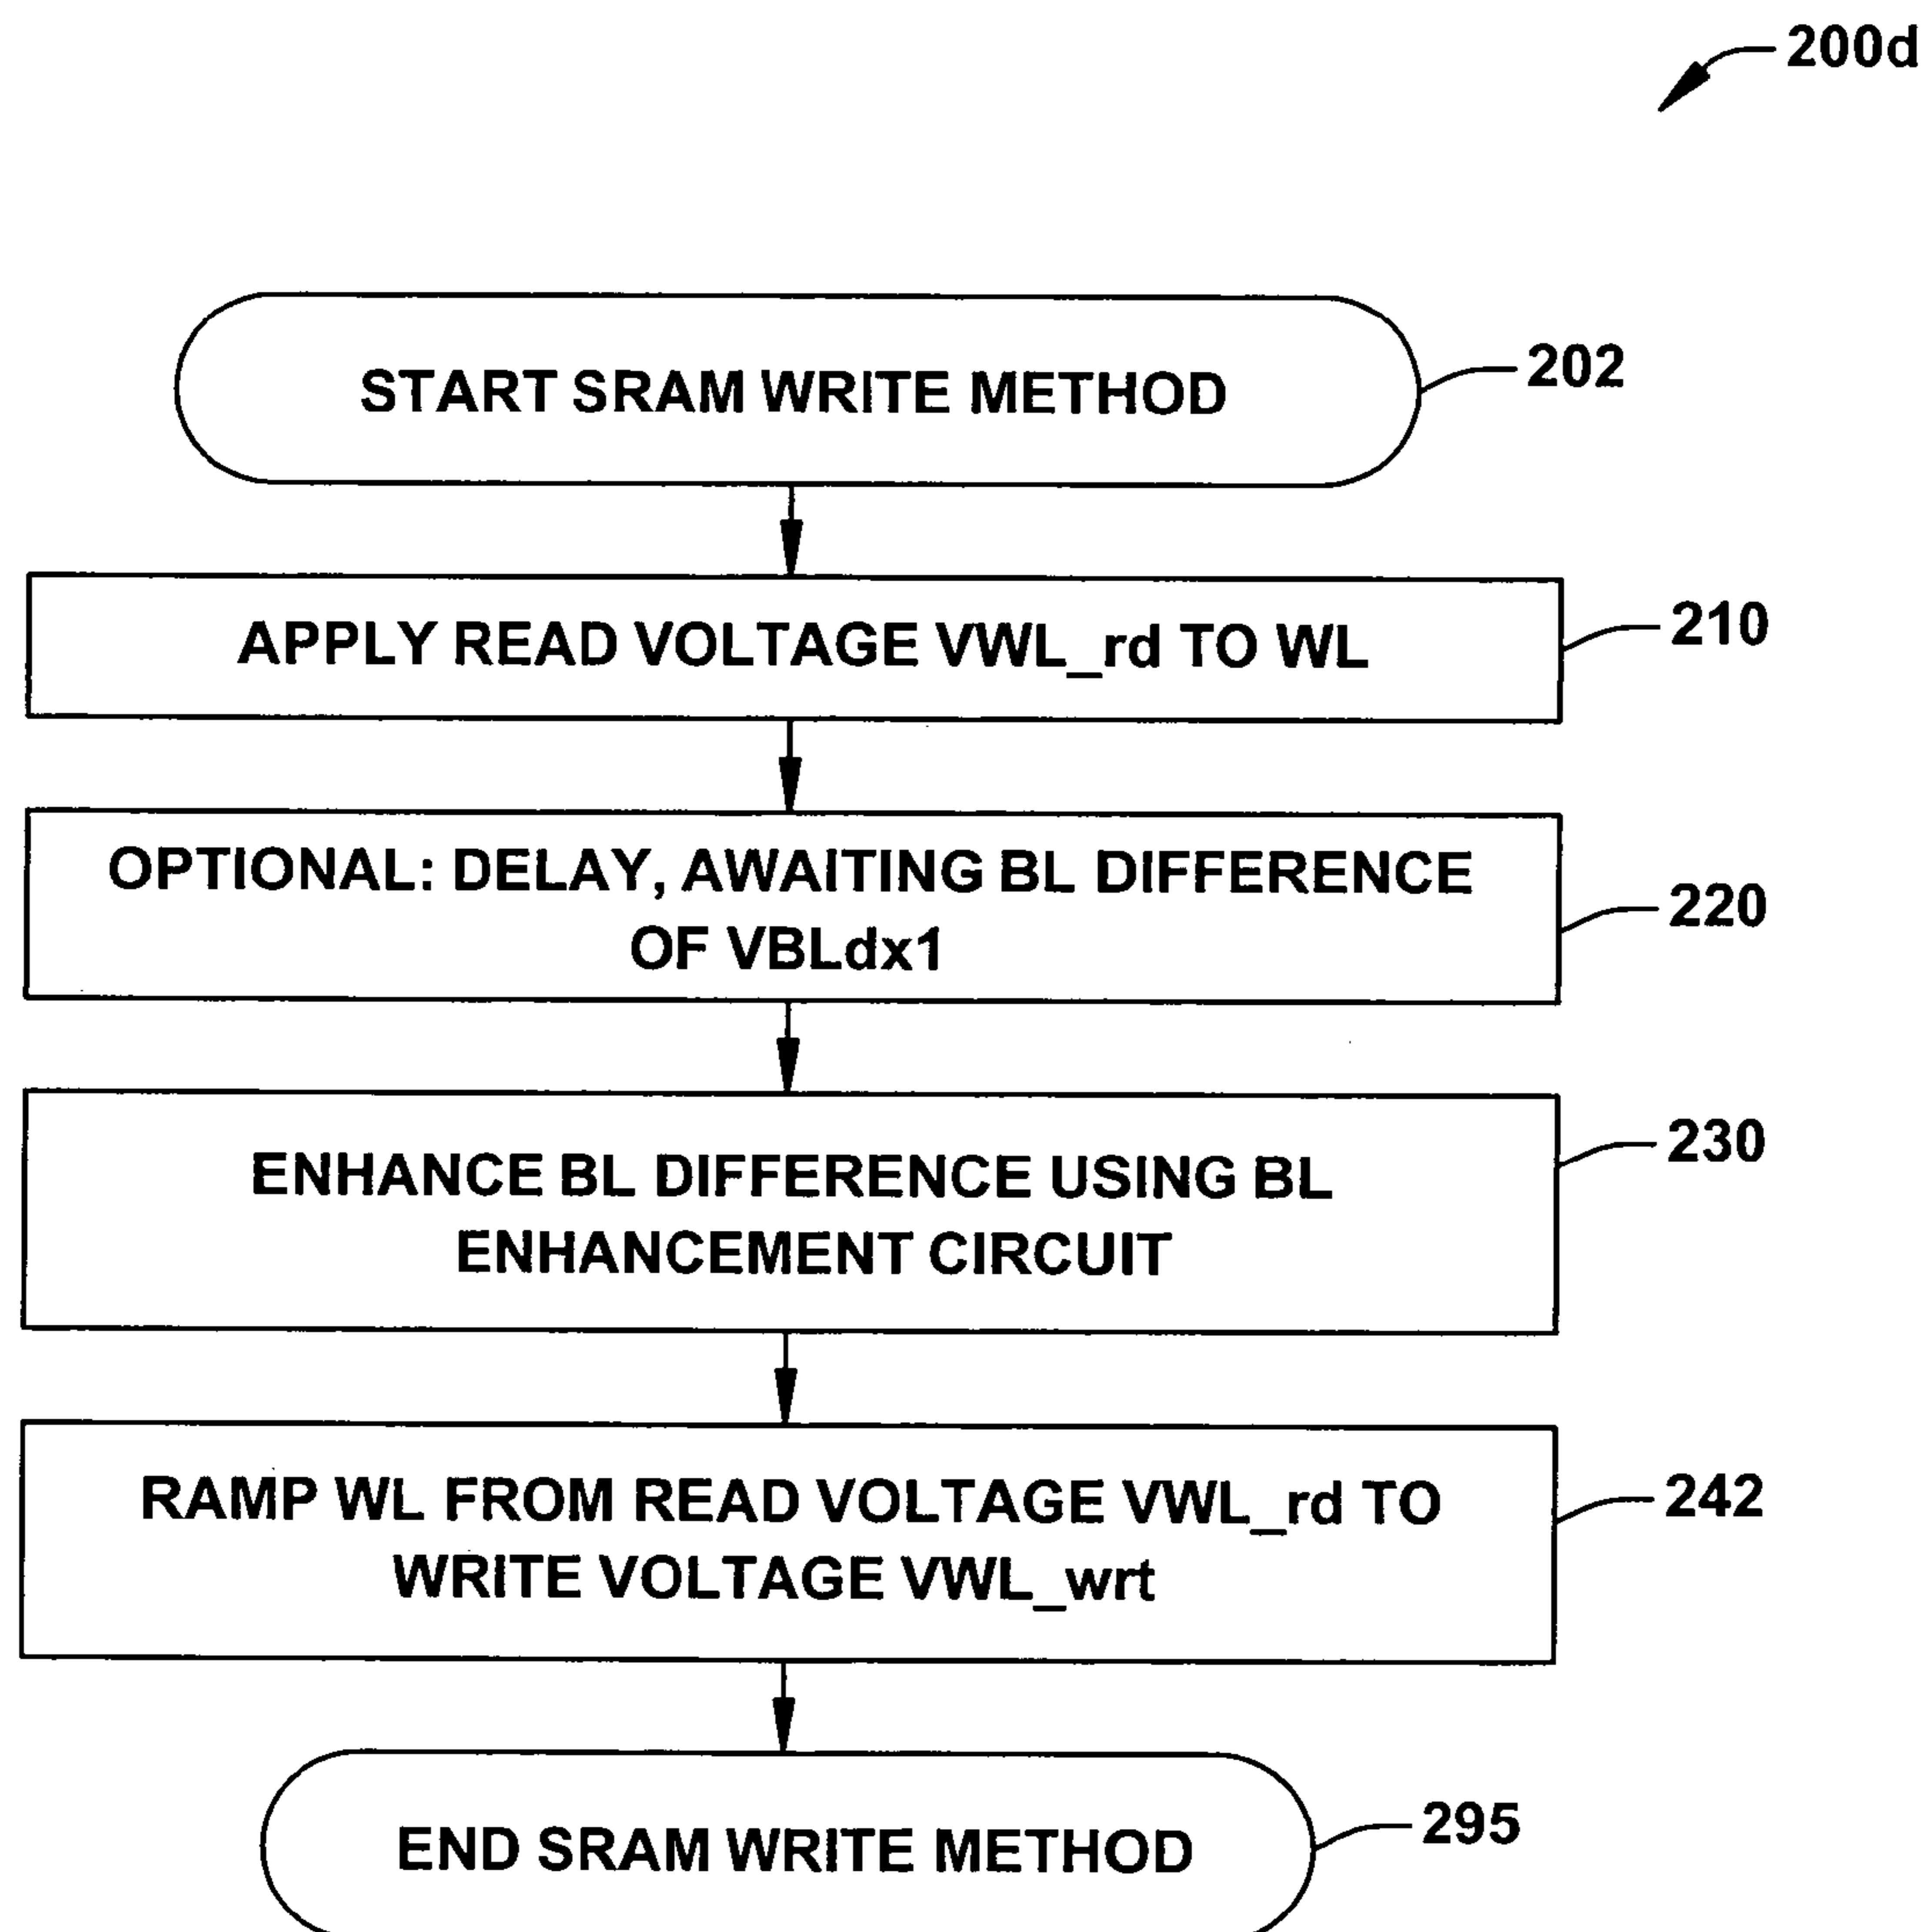 200d
START SRAM WRITE METHOD
202
APPLY READ VOLTAGE VWL_rd TO WL
210
OPTIONAL: DELAY, AWAITING BL DIFFERENCE
OF VBLdx1
220
ENHANCE BL DIFFERENCE USING BL
ENHANCEMENT CIRCUIT
230
RAMP WL FROM READ VOLTAGE VWL_rd TO
WRITE VOLTAGE VWL_wrt
242
END SRAM WRITE METHOD
295